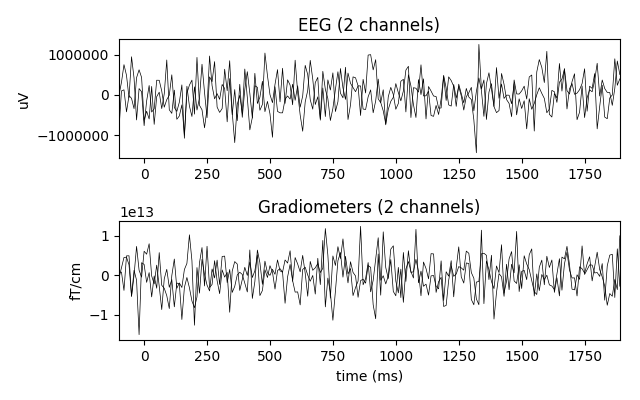 EEG (2 channels)
1000000
0
−1000000
uV
0 250 500 750 1000 1250 1500 1750
1e13
Gradiometers (2 channels)
1
0
−1
fT/cm
0 250 500 750 1000 1250 1500 1750
time (ms)